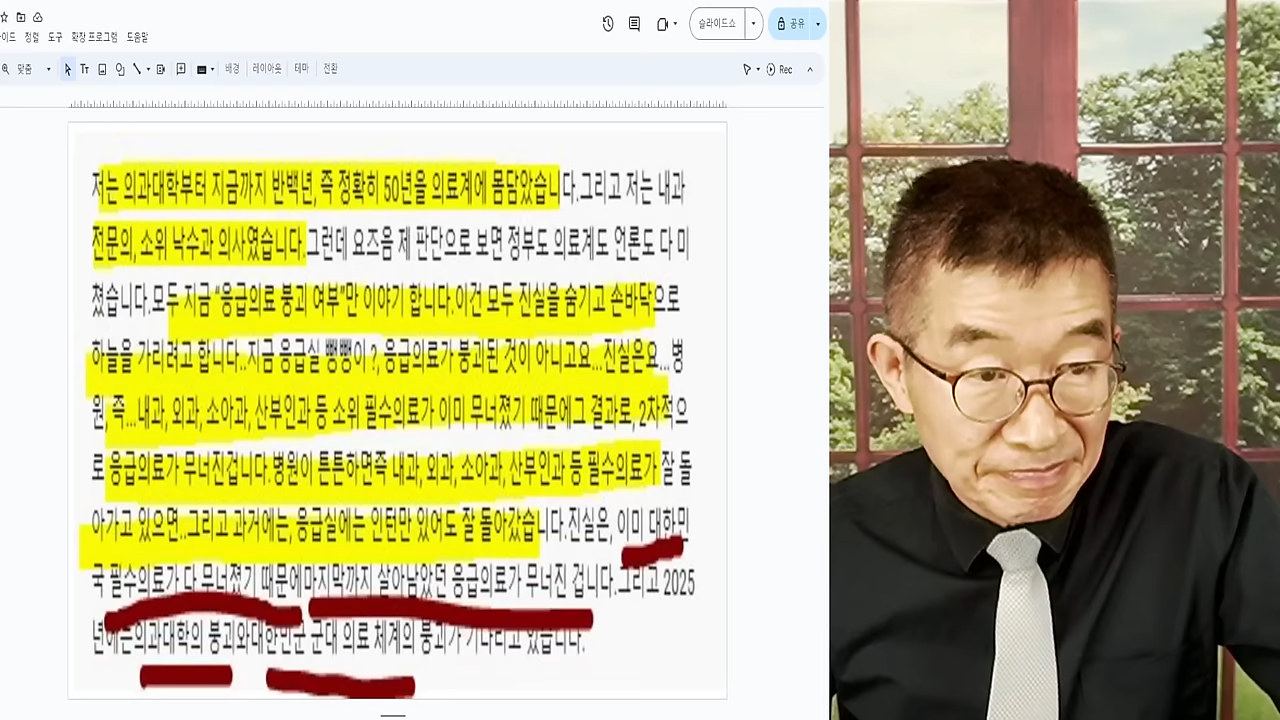 슬라이드쇼
공유
이드 정렬 도구 확장 프로그램 도움말
맞춤
Tт
배경
레이아웃
테마
전환
Rec
저는 의과대학부터 지금까지 반백년, 즉 정확히 50년을 의료계에 몸담았습니다.그리고 저는 내과
전문의, 소위 낙수과 의사였습니다.그런데 요즈음 제 판단으로 보면 정부도 의료계도 언론도 다 미
쳤습니다.모두 지금 “응급의료 붕괴 여부”만 이야기 합니다.이건 모두 진실을 숨기고 손바닥으로
하늘을 가리려고 합니다..지금 응급실 뺑뺑이 ?, 응급의료가 붕괴된 것이 아니고요...진실은요... 병
원, 즉... 내과, 외과, 소아과, 산부인과 등 소위 필수의료가 이미 무너졌기 때문에그 결과로, 2차적으
로 응급의료가 무너진겁니다.병원이 튼튼하면즉 내과, 외과, 소아과, 산부인과 등 필수의료가 잘 돌
아가고 있으면..그리고 과거에는, 응급실에는 인턴만 있어도 잘 돌아갔습니다.진실은, 이미 대한민
국 필수의료가 다 무너졌기 때문에마지막까지 살아남았던 응급의료가 무너진 겁니다.그리고 2025
년에는의과대학의 붕괴와대한민군 군대 의료 체계의 붕괴가 기다리고 있습니다.